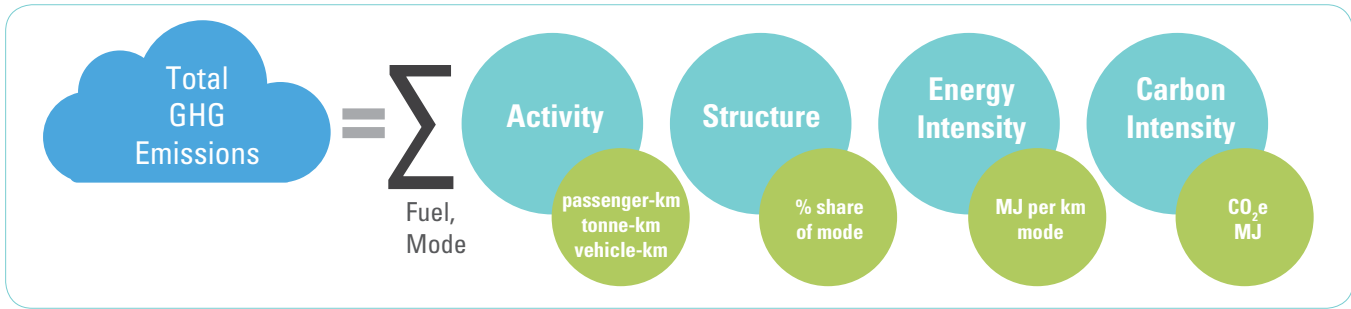 Total
GHG
Emissions
=
∑
Fuel,
Mode
Activity
passenger-km
tonne-km
vehicle-km
Structure
% share
of mode
Energy
Intensity
MJ per km
mode
Carbon
Intensity
CO₂e
MJ